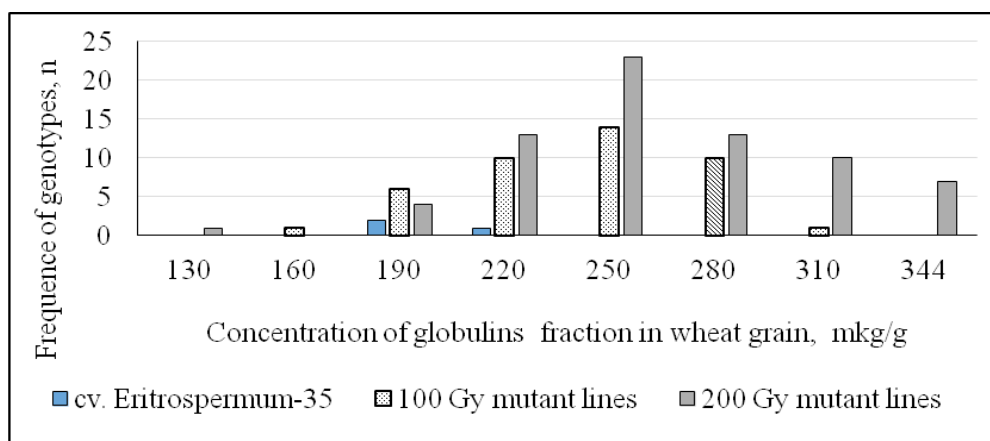 Frequence of genotypes, n
25
20
15
10
5
0
130 160 190 220 250 280 310 344
Concentration of globulins fraction in wheat grain, mkg/g
cv. Eritrospermum-35 100 Gy mutant lines 200 Gy mutant lines